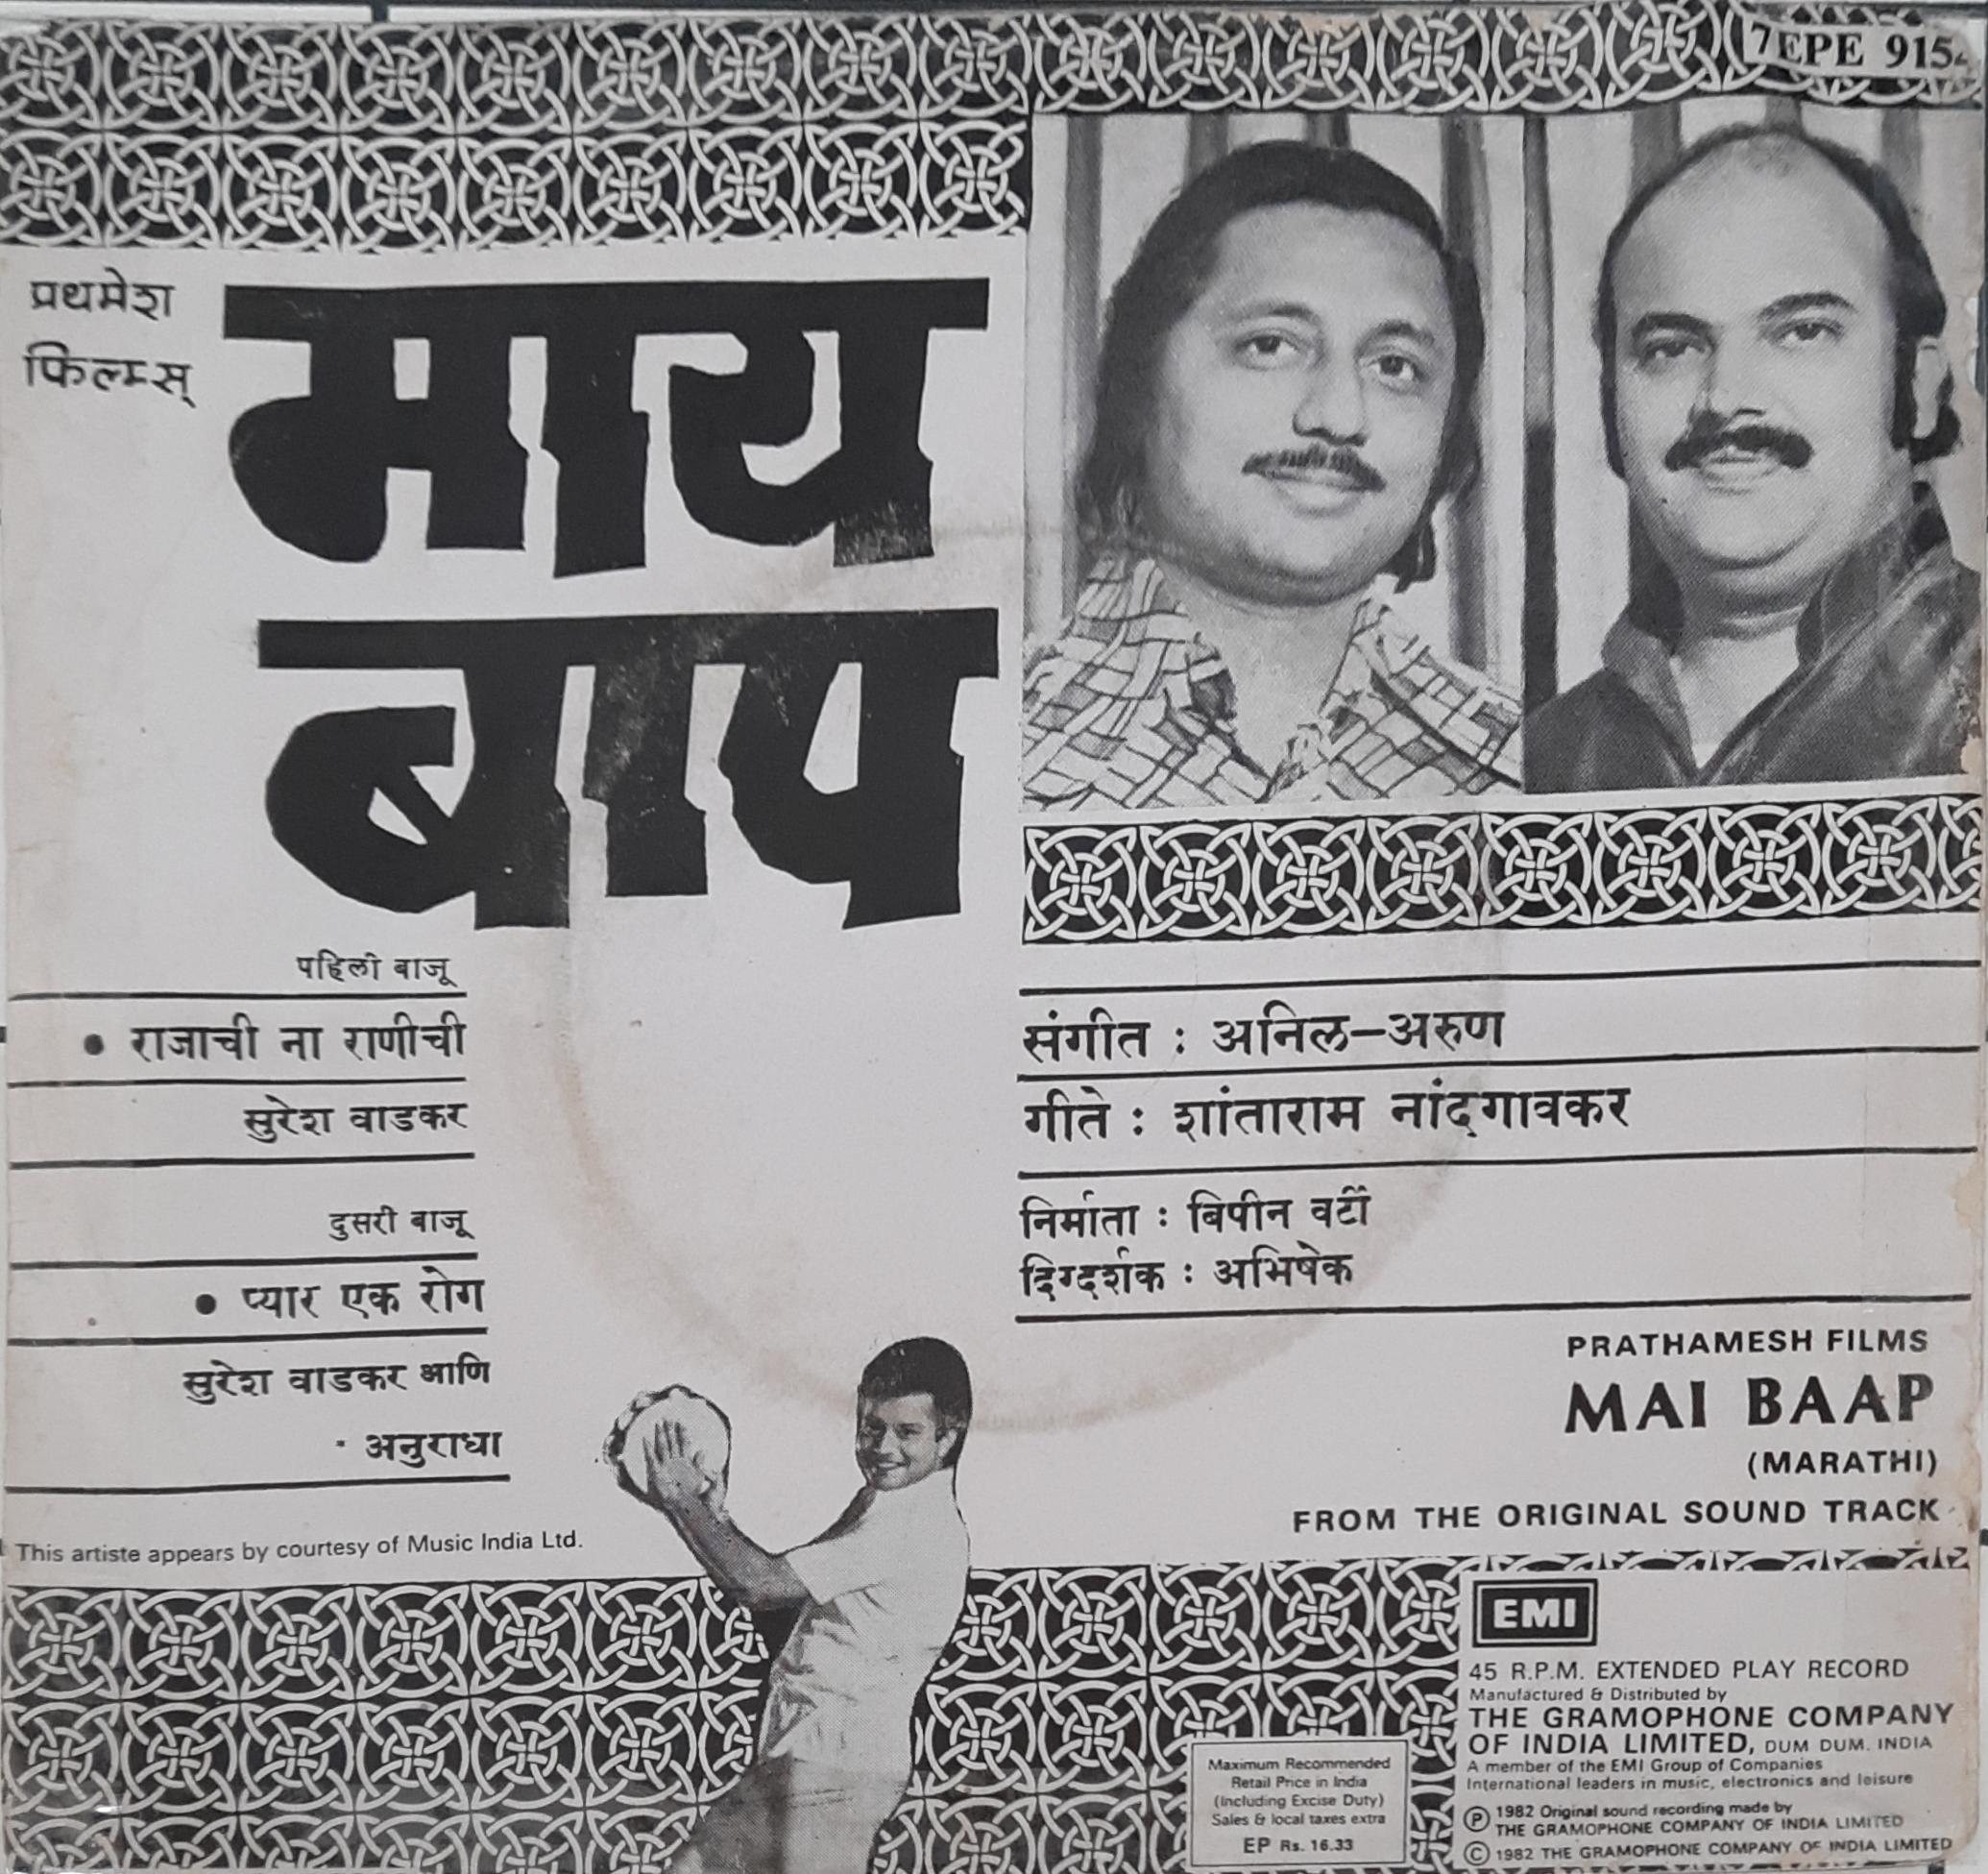 7EPE 915
प्रथमेश
फिल्म्स्
माय
बाप
पहिली बाजू
• राजाची ना राणीची
सुरेश वाडकर
दुसरी बाजू
• प्यार एक रोग
सुरेश वाडकर आणि
· अनुराधा
This artiste appears by courtesy of Music India Ltd.
संगीत : अनिल–अरुण
गीते : शांताराम नांदगावकर
निर्माता : बिपीन वर्टी
दिग्दर्शक : अभिषेक
PRATHAMESH FILMS
MAI BAAP
(MARATHI)
FROM THE ORIGINAL SOUND TRACK
Maximum Recommended
Retail Price in India
(Including Excise Duty)
Sales & local taxes extra
EP Rs. 16.33
EMI
45 R.P.M. EXTENDED PLAY RECORD
Manufactured & Distributed by
THE GRAMOPHONE COMPANY
OF INDIA LIMITED, DUM DUM. INDIA
A member of the EMI Group of Companies
International leaders in music, electronics and leisure
Ⓟ 1982 Original sound recording made by
THE GRAMOPHONE COMPANY OF INDIA LIMITED
© 1982 THE GRAMOPHONE COMPANY OF INDIA LIMITED